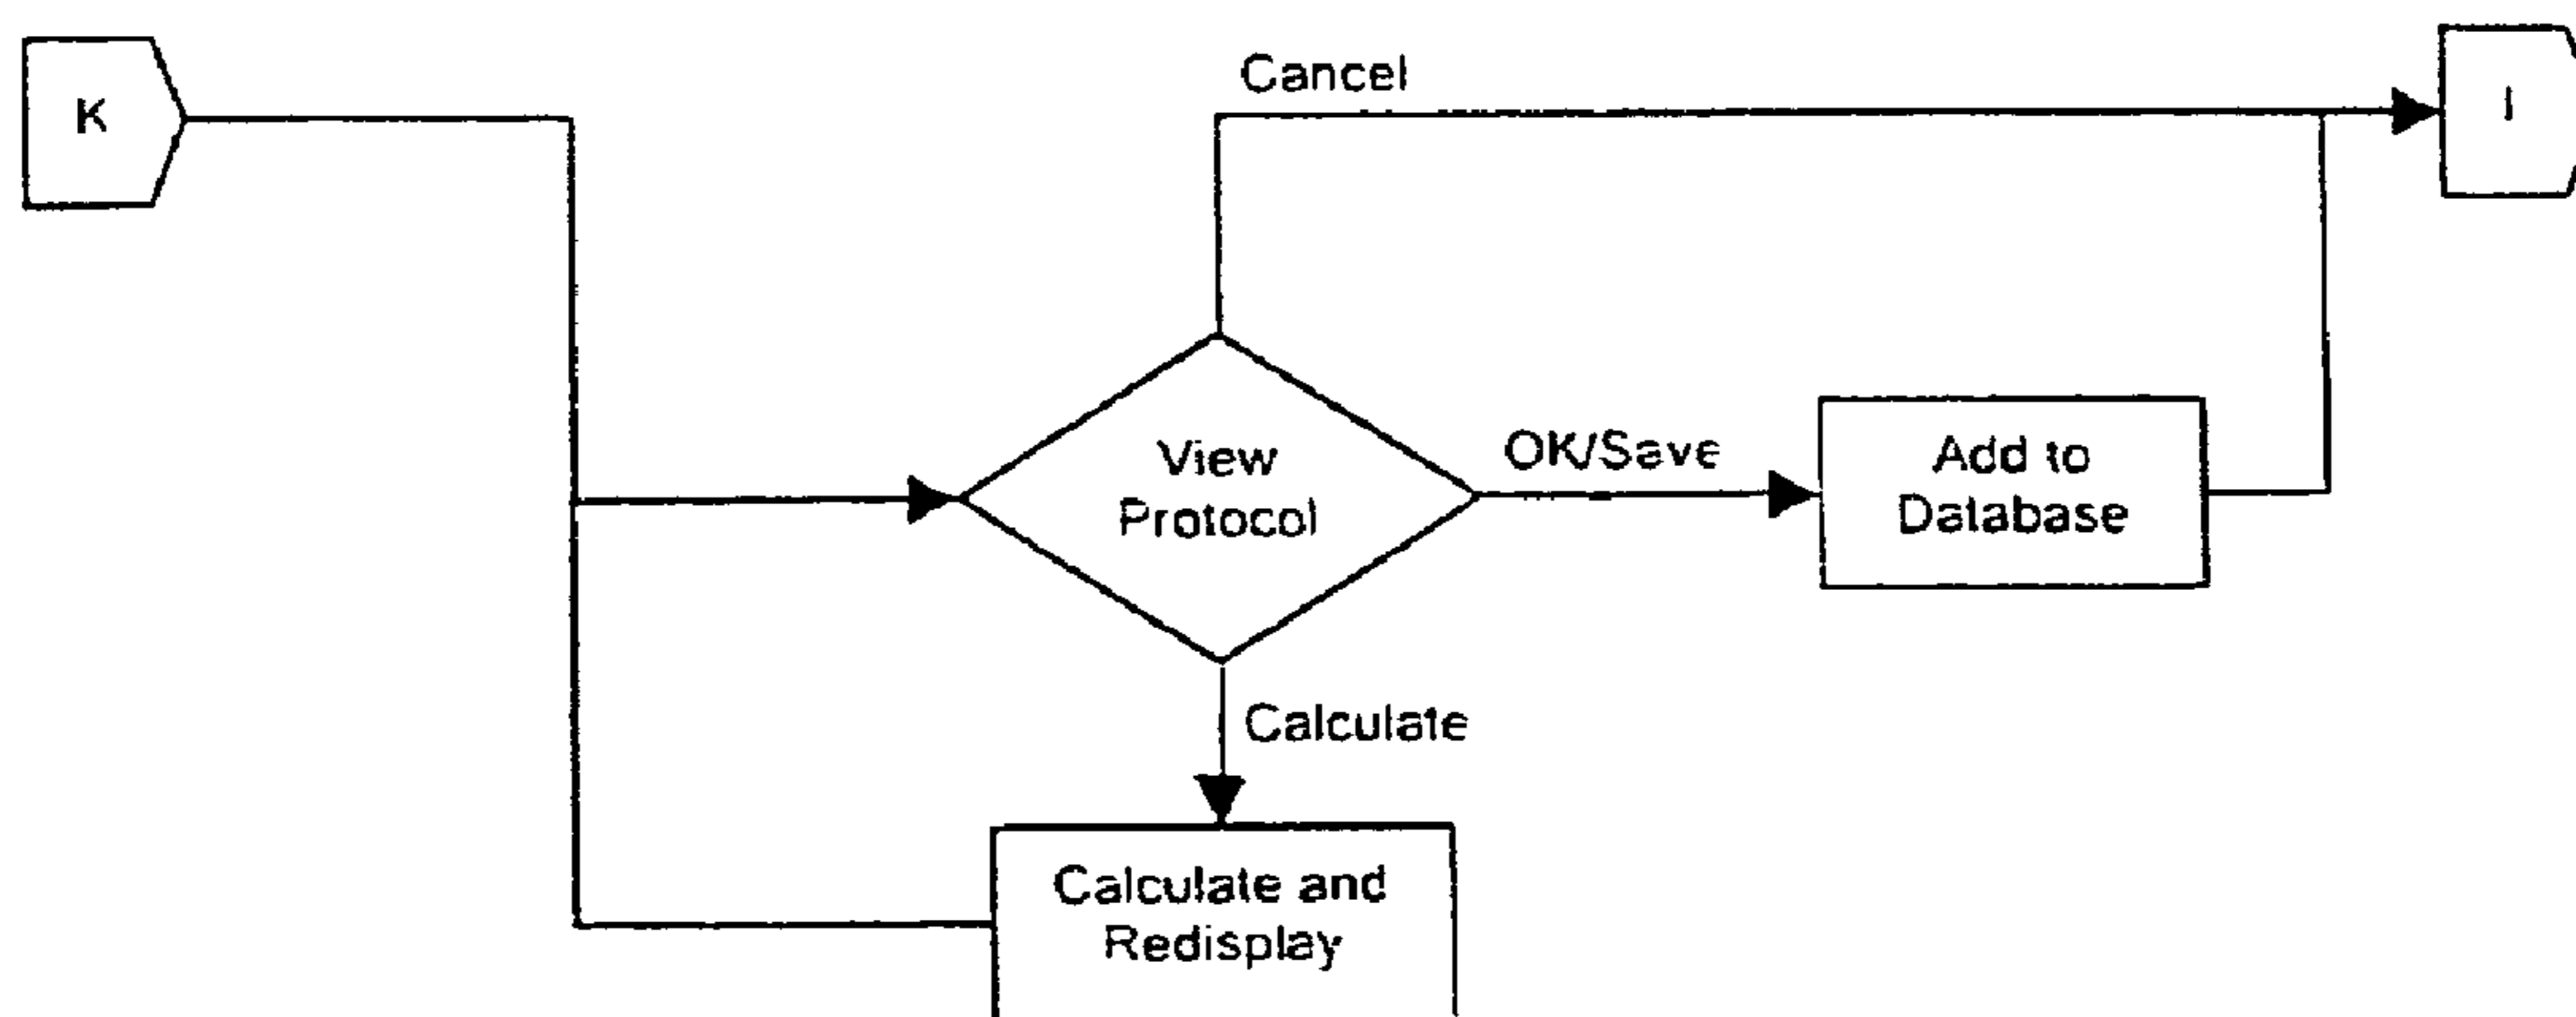 K
Cancel
I
View
Protocol
OK/Save
Add to
Database
Calculate
Calculate and
Redisplay